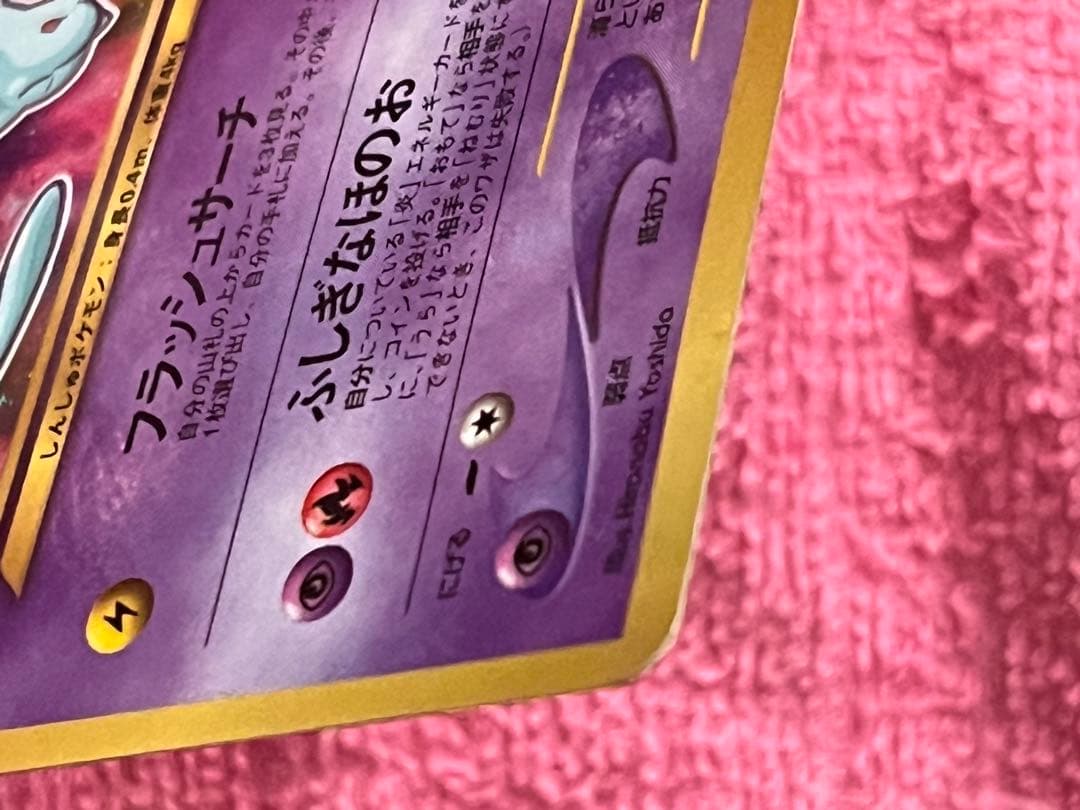 しんしゅポケモン：身長0.4m、体重4kg
フラッシュサーチ
自分の山札の上からカードを3枚見る。その中
1枚選び出し、自分の手札に加える。その後、
ふしぎなほのお
自分についている「炎」エネルギーカードを
し、コインを投げる。「おもて」なら相手を
に、「うら」なら相手を「ねむり」状態に
できないとき、このワザは失敗する。）
にげる
弱点
抵抗力
Illus. Hironobu Yoshida